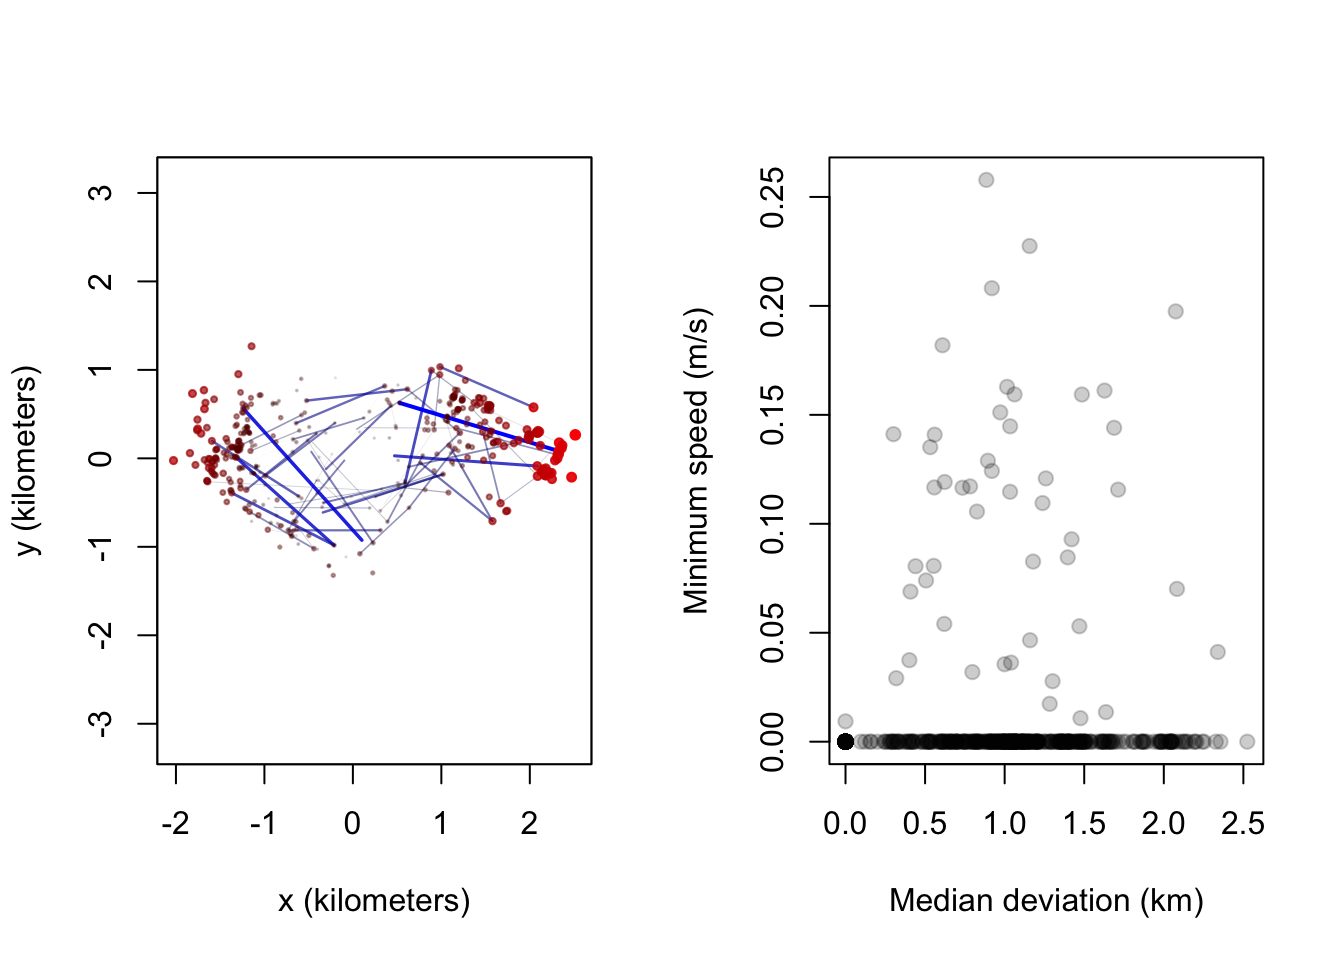 3
2
1
0
-1
-2
-3
y (kilometers)
-2 -1 0 1 2
x (kilometers)
0.25
0.20
0.15
0.10
0.05
0.00
Minimum speed (m/s)
0.0 0.5 1.0 1.5 2.0 2.5
Median deviation (km)